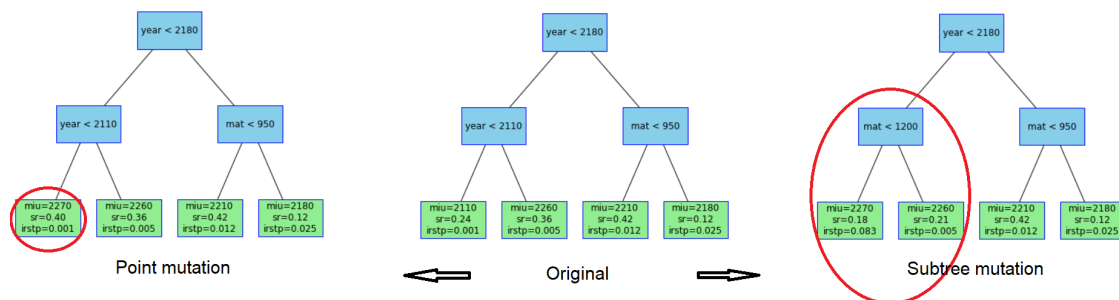 year < 2180
year < 2110
mat < 950
miu=2270
sr=0.40
irstp=0.001
miu=2260
sr=0.36
irstp=0.005
miu=2210
sr=0.42
irstp=0.012
miu=2180
sr=0.12
irstp=0.025
Point mutation
year < 2180
year < 2110
mat < 950
miu=2110
sr=0.24
irstp=0.001
miu=2260
sr=0.36
irstp=0.005
miu=2210
sr=0.42
irstp=0.012
miu=2180
sr=0.12
irstp=0.025
Original
year < 2180
mat < 1200
mat < 950
miu=2270
sr=0.18
irstp=0.083
miu=2260
sr=0.21
irstp=0.005
miu=2210
sr=0.42
irstp=0.012
miu=2180
sr=0.12
irstp=0.025
Subtree mutation